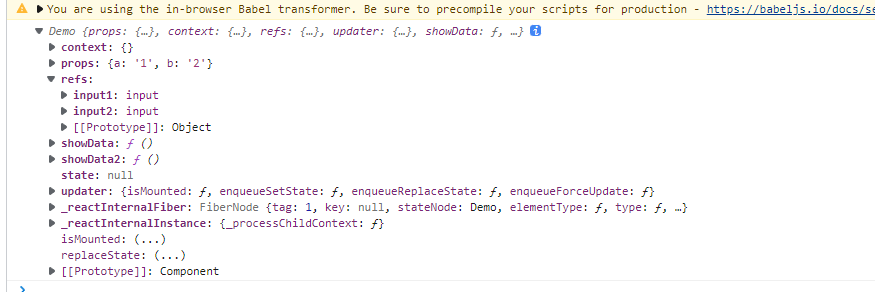 You are using the in-browser Babel transformer. Be sure to precompile your scripts for production - https://babeljs.io/docs/se
Demo {props: {…}, context: {…}, refs: {…}, updater: {…}, showData: ƒ, …} i
context: {}
props: {a: '1', b: '2'}
refs:
input1: input
input2: input
[[Prototype]]: Object
showData: ƒ ()
showData2: ƒ ()
state: null
updater: {isMounted: ƒ, enqueueSetState: ƒ, enqueueReplaceState: ƒ, enqueueForceUpdate: ƒ}
_reactInternalFiber: FiberNode {tag: 1, key: null, stateNode: Demo, elementType: ƒ, type: ƒ, …}
_reactInternalInstance: {_processChildContext: ƒ}
isMounted: (...)
replaceState: (...)
[[Prototype]]: Component